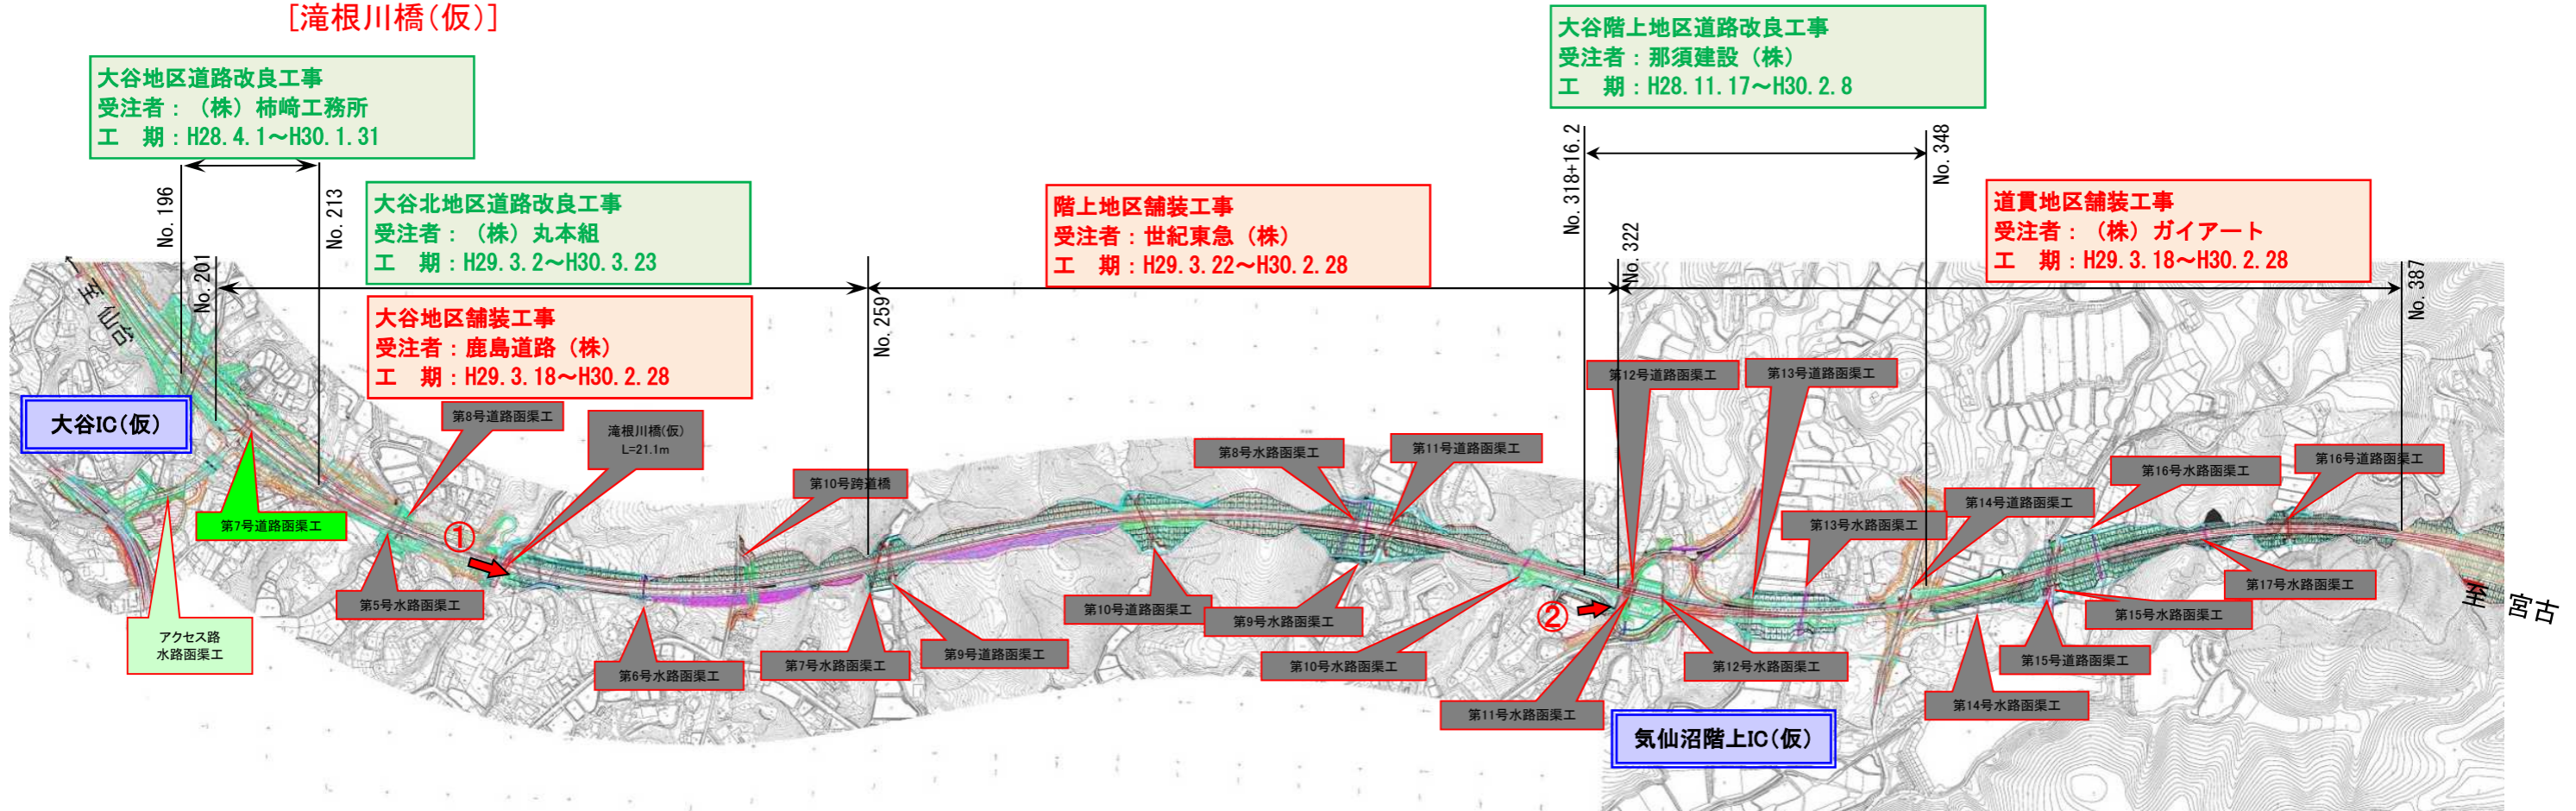 [滝根川橋(仮)]
大谷地区道路改良工事
受注者：（株）柿﨑工務所
工　期：H28.4.1～H30.1.31
大谷階上地区道路改良工事
受注者：那須建設（株）
工　期：H28.11.17～H30.2.8
No.196
No.213
No.318+16.2
No.348
大谷北地区道路改良工事
受注者：（株）丸本組
工　期：H29.3.2～H30.3.23
階上地区舗装工事
受注者：世紀東急（株）
工　期：H29.3.22～H30.2.28
道貫地区舗装工事
受注者：（株）ガイアート
工　期：H29.3.18～H30.2.28
No.201
No.259
No.322
No.387
至 仙台
大谷地区舗装工事
受注者：鹿島道路（株）
工　期：H29.3.18～H30.2.28
大谷IC(仮)
第8号道路函渠工
滝根川橋(仮)
L=21.1m
第10号跨道橋
第8号水路函渠工
第11号道路函渠工
第12号道路函渠工
第13号道路函渠工
第13号水路函渠工
第14号道路函渠工
第16号水路函渠工
第16号道路函渠工
第7号道路函渠工
①
第5号水路函渠工
アクセス路
水路函渠工
第6号水路函渠工
第7号水路函渠工
第9号道路函渠工
第10号道路函渠工
第9号水路函渠工
第10号水路函渠工
②
第11号水路函渠工
第12号水路函渠工
第14号水路函渠工
第15号道路函渠工
第15号水路函渠工
第17号水路函渠工
至 宮古
気仙沼階上IC(仮)